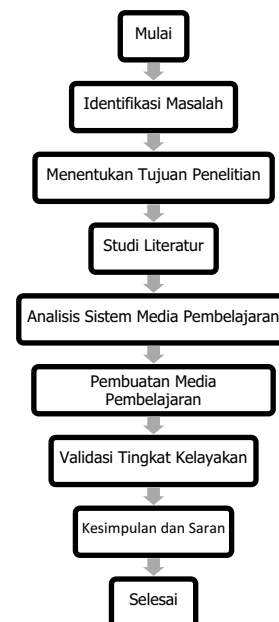 Mulai
Identifikasi Masalah
Menentukan Tujuan Penelitian
Studi Literatur
Analisis Sistem Media Pembelajaran
Pembuatan Media
Pembelajaran
Validasi Tingkat Kelayakan
Kesimpulan dan Saran
Selesai